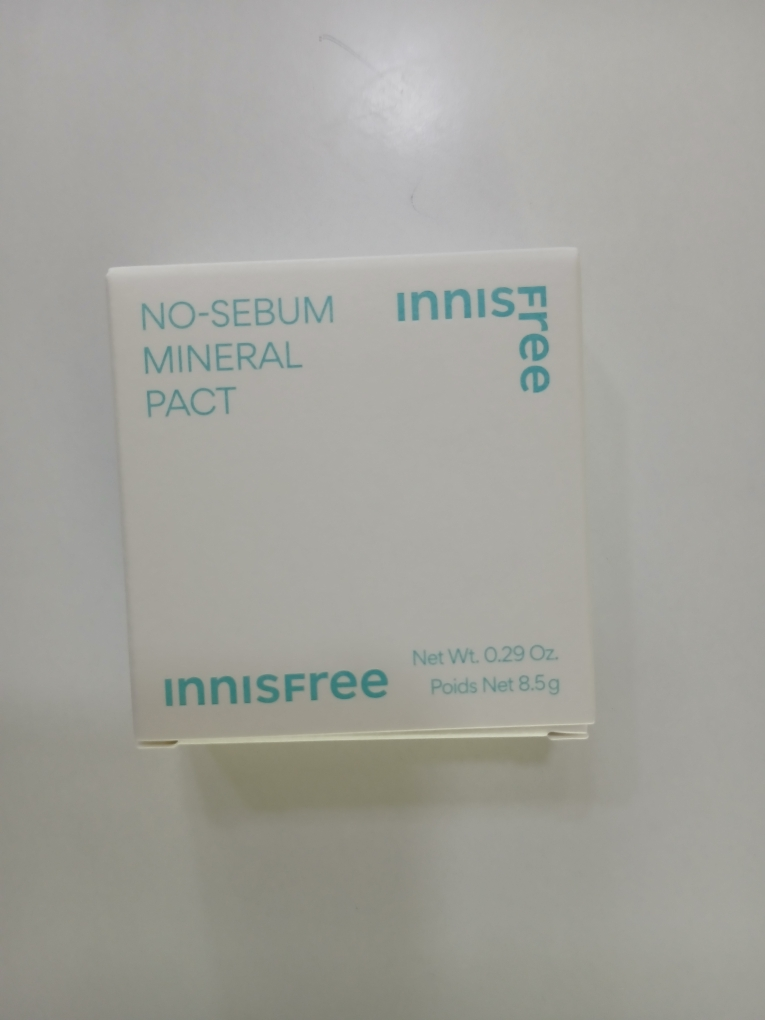 NO-SEBUM
MINERAL
PACT
INNISFree
INNISFree
Net Wt. 0.29 Oz.
Poids Net 8.5g